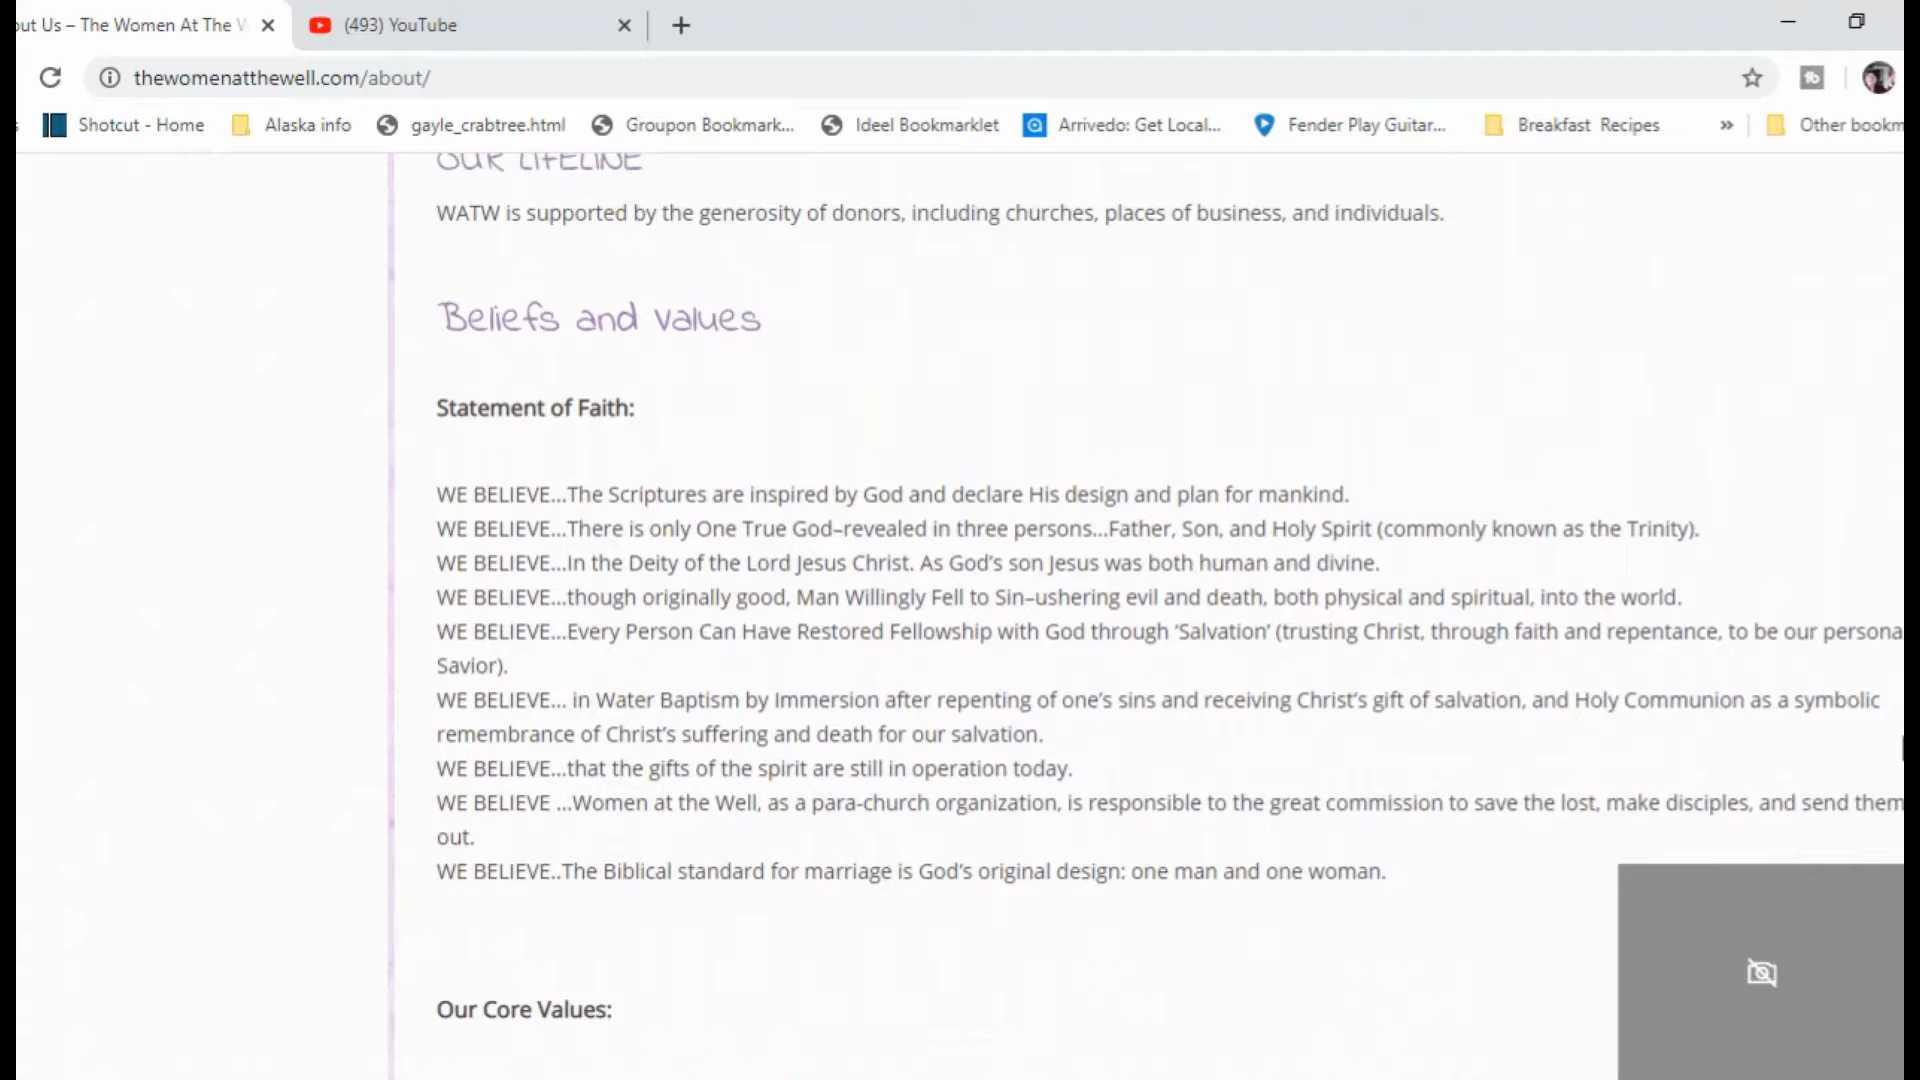 out Us – The Women At The W
(493) YouTube
thewomenatthewell.com/about/
Shotcut - Home
Alaska info
gayle_crabtree.html
Groupon Bookmark...
Ideel Bookmarklet
Arrivedo: Get Local...
Fender Play Guitar...
Breakfast Recipes
»
Other bookm
OUR LIFELINE
WATW is supported by the generosity of donors, including churches, places of business, and individuals.
Beliefs and values
Statement of Faith:
WE BELIEVE...The Scriptures are inspired by God and declare His design and plan for mankind.
WE BELIEVE...There is only One True God–revealed in three persons...Father, Son, and Holy Spirit (commonly known as the Trinity).
WE BELIEVE...In the Deity of the Lord Jesus Christ. As God's son Jesus was both human and divine.
WE BELIEVE...though originally good, Man Willingly Fell to Sin–ushering evil and death, both physical and spiritual, into the world.
WE BELIEVE...Every Person Can Have Restored Fellowship with God through 'Salvation' (trusting Christ, through faith and repentance, to be our persona
Savior).
WE BELIEVE... in Water Baptism by Immersion after repenting of one's sins and receiving Christ's gift of salvation, and Holy Communion as a symbolic
remembrance of Christ's suffering and death for our salvation.
WE BELIEVE...that the gifts of the spirit are still in operation today.
WE BELIEVE ...Women at the Well, as a para-church organization, is responsible to the great commission to save the lost, make disciples, and send them
out.
WE BELIEVE..The Biblical standard for marriage is God's original design: one man and one woman.
Our Core Values: